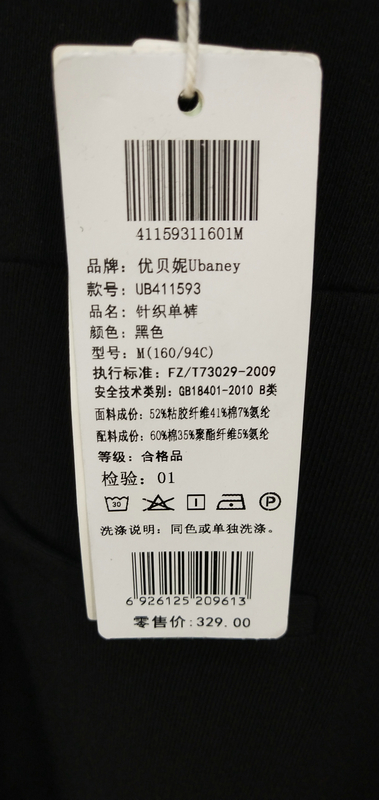 41159311601M
品牌: 优贝妮Ubaney
款号: UB411593
品名: 针织单裤
颜色: 黑色
型号: M(160/94C)
执行标准: FZ/T73029-2009
安全技术类别: GB18401-2010 B类
面料成份: 52%粘胶纤维41%棉7%氨纶
配料成份: 60%棉35%聚酯纤维5%氨纶
等级: 合格品
检验: 01
30 P
洗涤说明: 同色或单独洗涤。
6 926125 209613
零售价:329.00